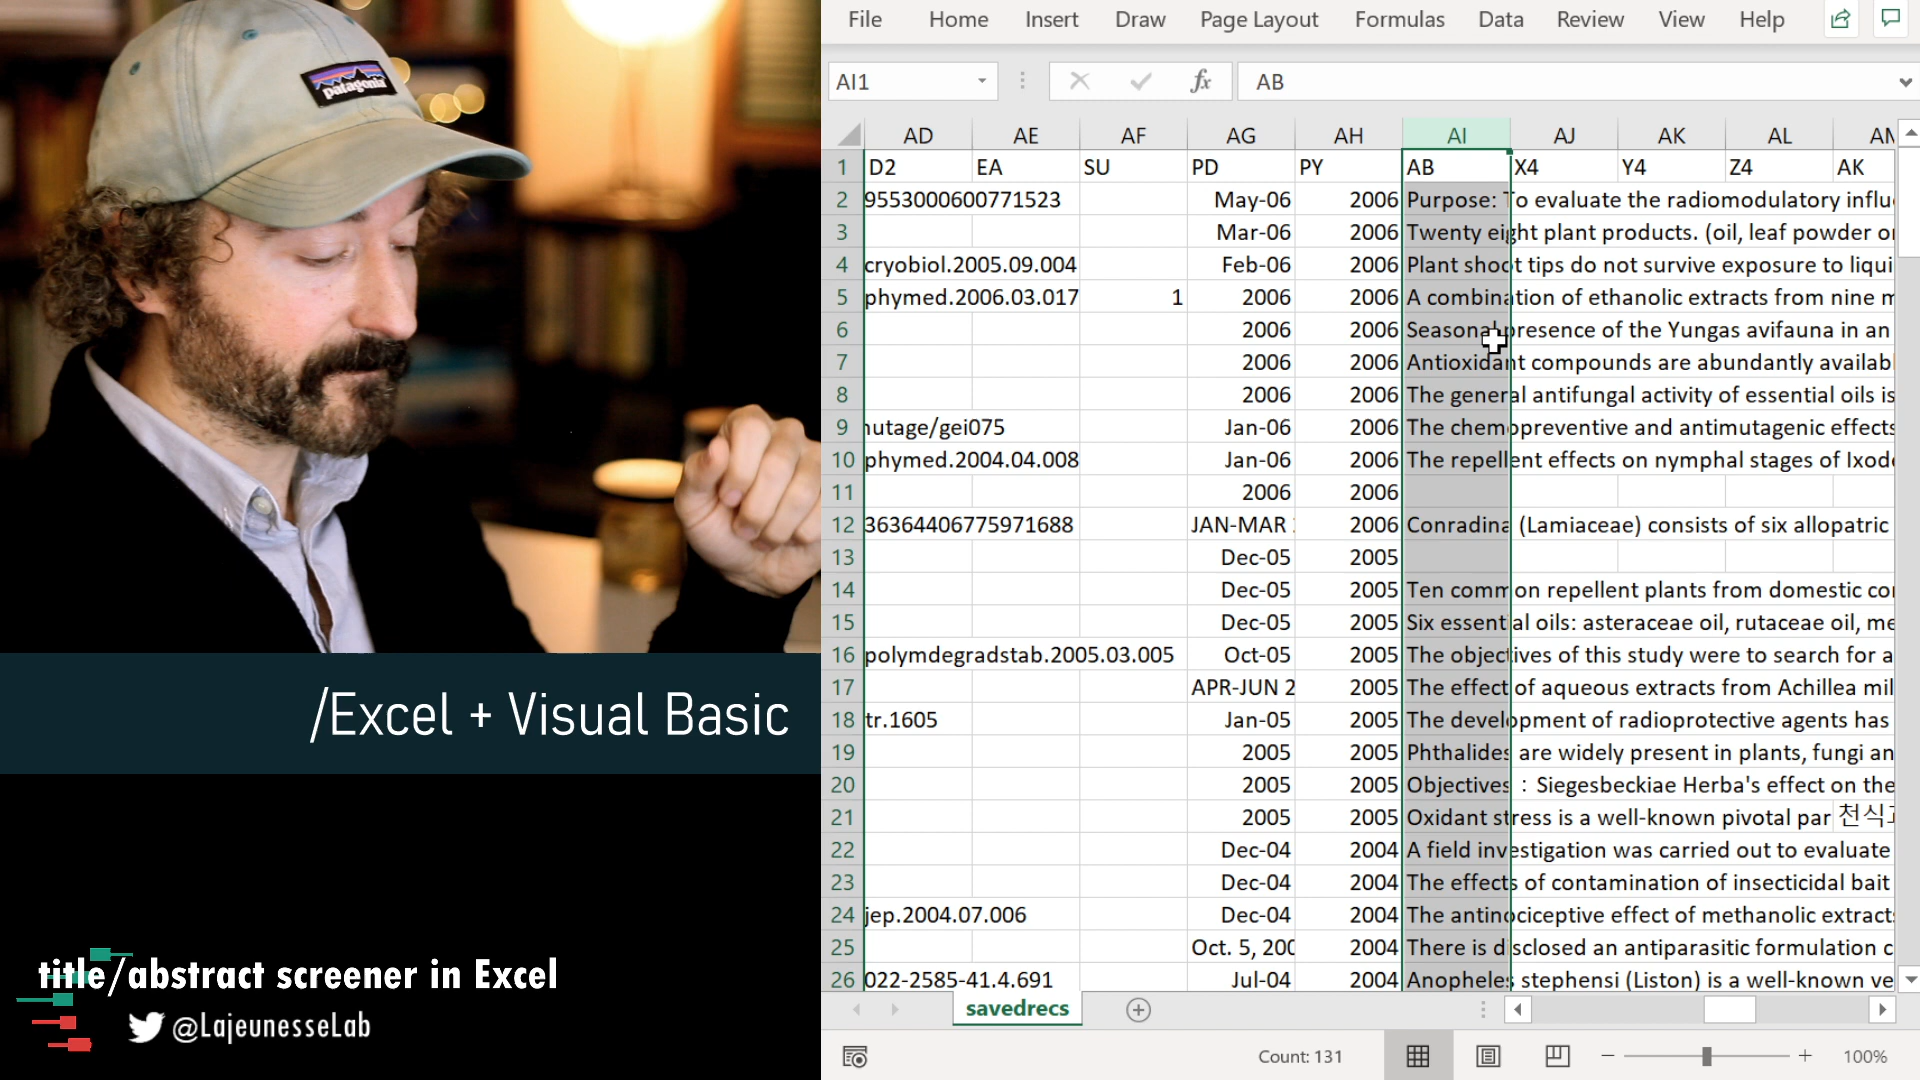 patagonia
/Excel + Visual Basic
title/abstract screener in Excel
@LajeunesseLab
File Home Insert Draw Page Layout Formulas Data Review View Help
AI1 fx AB
AD AE AF AG AH AI AJ AK AL
1 D2 EA SU PD PY AB X4 Y4 Z4 AK
2 9553000600771523 May-06 2006 Purpose: To evaluate the radiomodulatory
3 Mar-06 2006 Twenty eight plant products. (oil, leaf powder
4 cryobiol.2005.09.004 Feb-06 2006 Plant shoot tips do not survive exposure to
5 phymed.2006.03.017 1 2006 2006 A combination of ethanolic extracts from nine
6 2006 2006 Seasonal presence of the Yungas avifauna in an
7 2006 2006 Antioxidant compounds are abundantly
8 2006 2006 The general antifungal activity of essential oils is
9 utage/gei075 Jan-06 2006 The chemopreventive and antimutagenic effects
10 phymed.2004.04.008 Jan-06 2006 The repellent effects on nymphal stages of
11 2006 2006
12 36364406775971688 JAN-MAR 2006 Conradina (Lamiaceae) consists of six allopatric
13 Dec-05 2005
14 Dec-05 2005 Ten common repellent plants from domestic
15 Dec-05 2005 Six essential oils: asteraceae oil, rutaceae oil,
16 polymdegradstab.2005.03.005 Oct-05 2005 The objectives of this study were to search for a
17 APR-JUN 2 2005 The effect of aqueous extracts from Achillea
18 tr.1605 Jan-05 2005 The development of radioprotective agents has
19 2005 2005 Phthalides are widely present in plants, fungi
20 2005 2005 Objectives : Siegesbeckiae Herba's effect on the
21 2005 2005 Oxidant stress is a well-known pivotal par 천식
22 Dec-04 2004 A field investigation was carried out to evaluate
23 Dec-04 2004 The effects of contamination of insecticidal bait
24 jep.2004.07.006 Dec-04 2004 The antinociceptive effect of methanolic extracts
25 Oct. 5, 200 2004 There is disclosed an antiparasitic formulation
26 022-2585-41.4.691 Jul-04 2004 Anopheles stephensi (Liston) is a well-known
savedrecs
Count: 131 100%